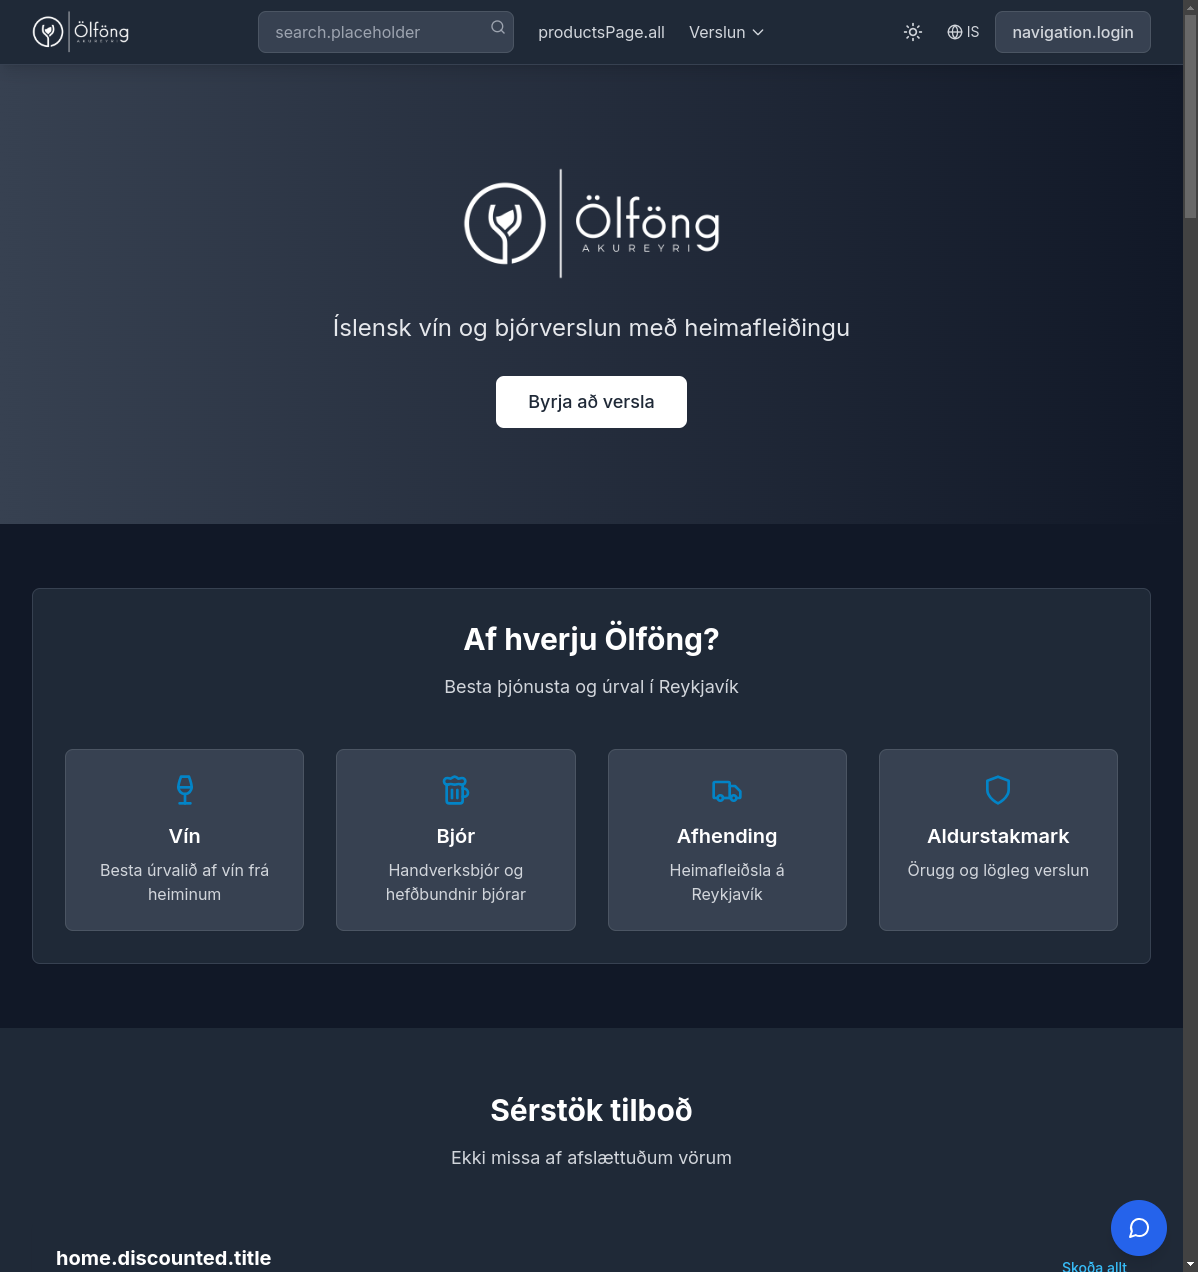 Ölföng
AKUREYRI
search.placeholder
productsPage.all
Verslun
IS
navigation.login
Ölföng
AKUREYRI
Íslensk vín og bjórverslun með heimafleiðingu
Byrja að versla
Af hverju Ölföng?
Besta þjónusta og úrval í Reykjavík
Vín
Besta úrvalið af vín frá
heiminum
Bjór
Handverksbjór og
hefðbundnir bjórar
Afhending
Heimafleiðsla á
Reykjavík
Aldurstakmark
Örugg og lögleg verslun
Sérstök tilboð
Ekki missa af afslættuðum vörum
home.discounted.title
Skoða allt